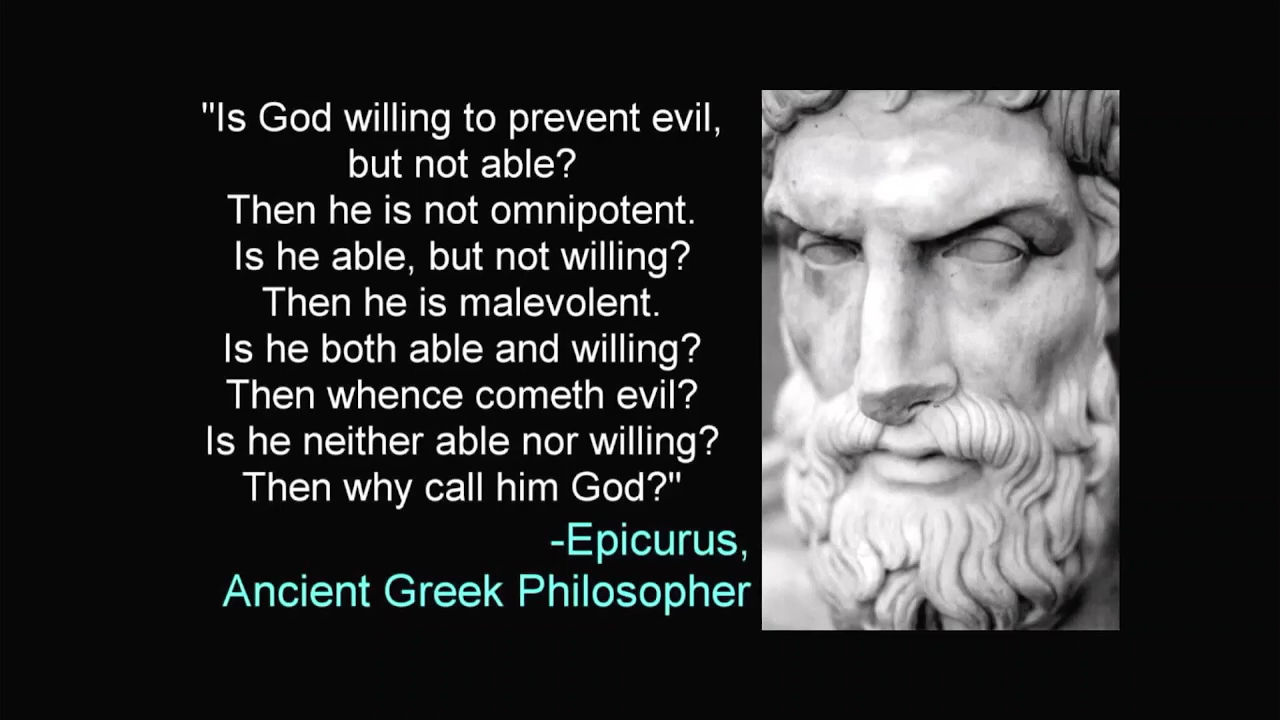 "Is God willing to prevent evil,
but not able?
Then he is not omnipotent.
Is he able, but not willing?
Then he is malevolent.
Is he both able and willing?
Then whence cometh evil?
Is he neither able nor willing?
Then why call him God?"
-Epicurus,
Ancient Greek Philosopher